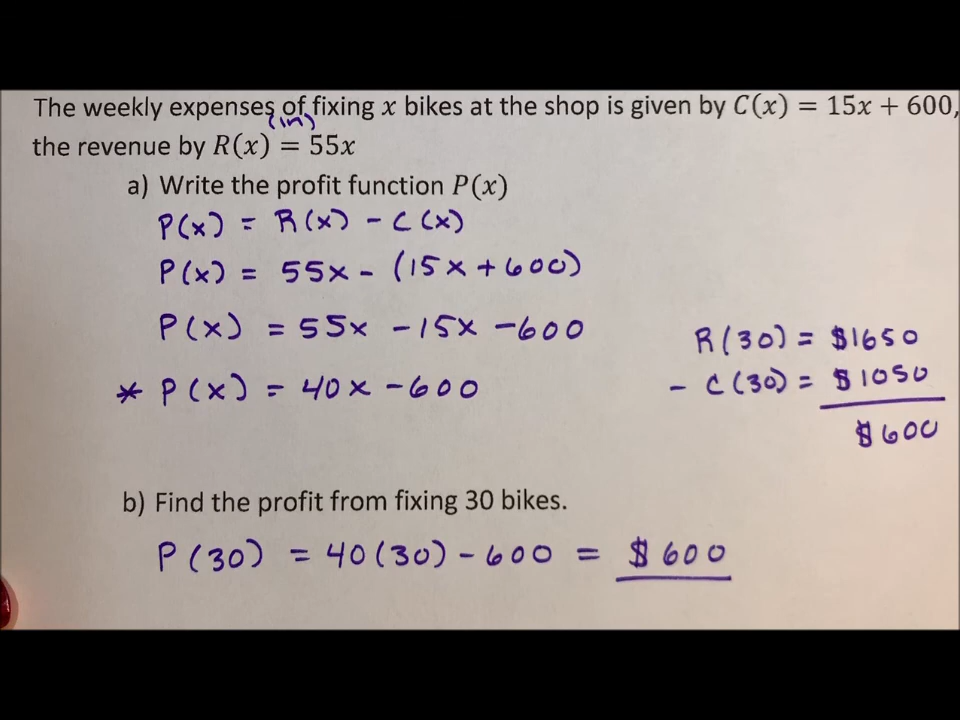 The weekly expenses of fixing x bikes at the shop is given by C(x) = 15x + 600,
(in)
the revenue by R(x) = 55x
a) Write the profit function P(x)
P(x) = R(x) - C(x)
P(x) = 55x - (15x + 600)
P(x) = 55x - 15x - 600
* P(x) = 40x - 600
R(30) = $1650
- C(30) = $1050
$600
b) Find the profit from fixing 30 bikes.
P(30) = 40(30) - 600 = $600